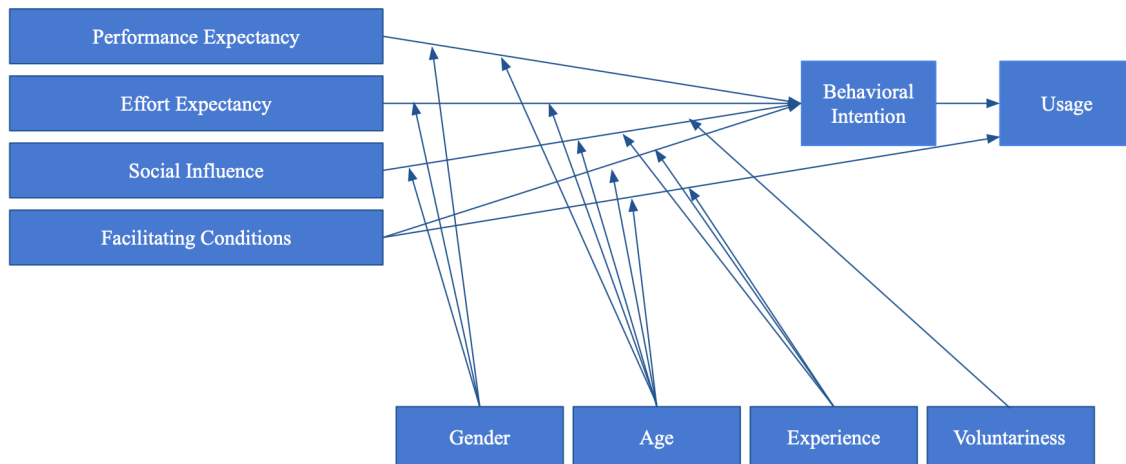 Performance Expectancy
Effort Expectancy
Social Influence
Facilitating Conditions
Behavioral
Intention
Usage
Gender
Age
Experience
Voluntariness